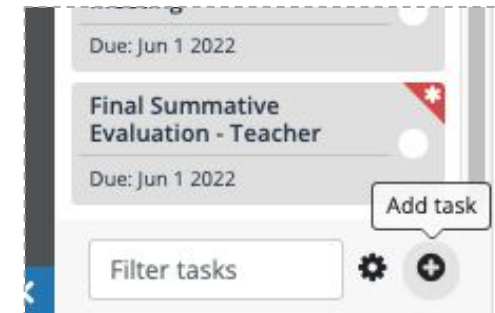 Due: Jun 1 2022
Final Summative
Evaluation - Teacher
Due: Jun 1 2022
Add task
Filter tasks